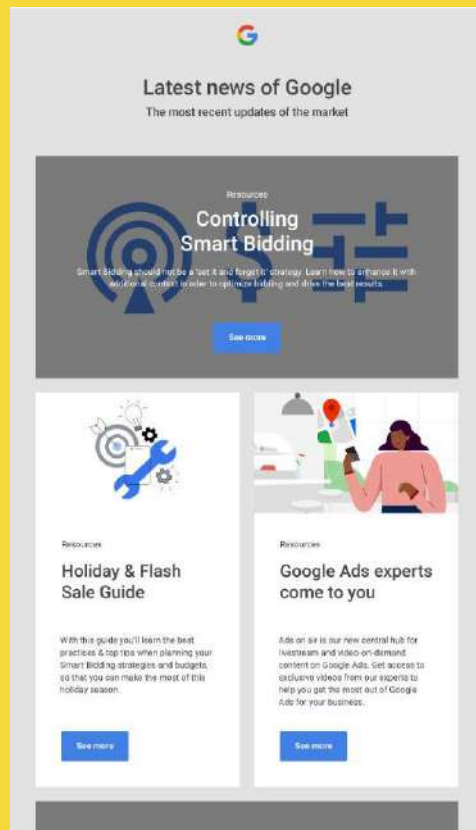 Latest news of Google
The most recent updates of the market
Resources
Controlling
Smart Bidding
Smart Bidding should not be a 'set it and forget it' strategy. Learn how to enhance it with
additional context in order to optimize bidding and drive the best results.
See more
Resources
Holiday & Flash
Sale Guide
With this guide you'll learn the best
practices & top tips when planning your
Smart Bidding strategies and budgets,
so that you can make the most of this
holiday season.
See more
Resources
Google Ads experts
come to you
Ads on air is our new central hub for
livestream and video on-demand
content on Google Ads. Get access to
exclusive videos from our experts to
help you get the most out of Google
Ads for your business.
See more